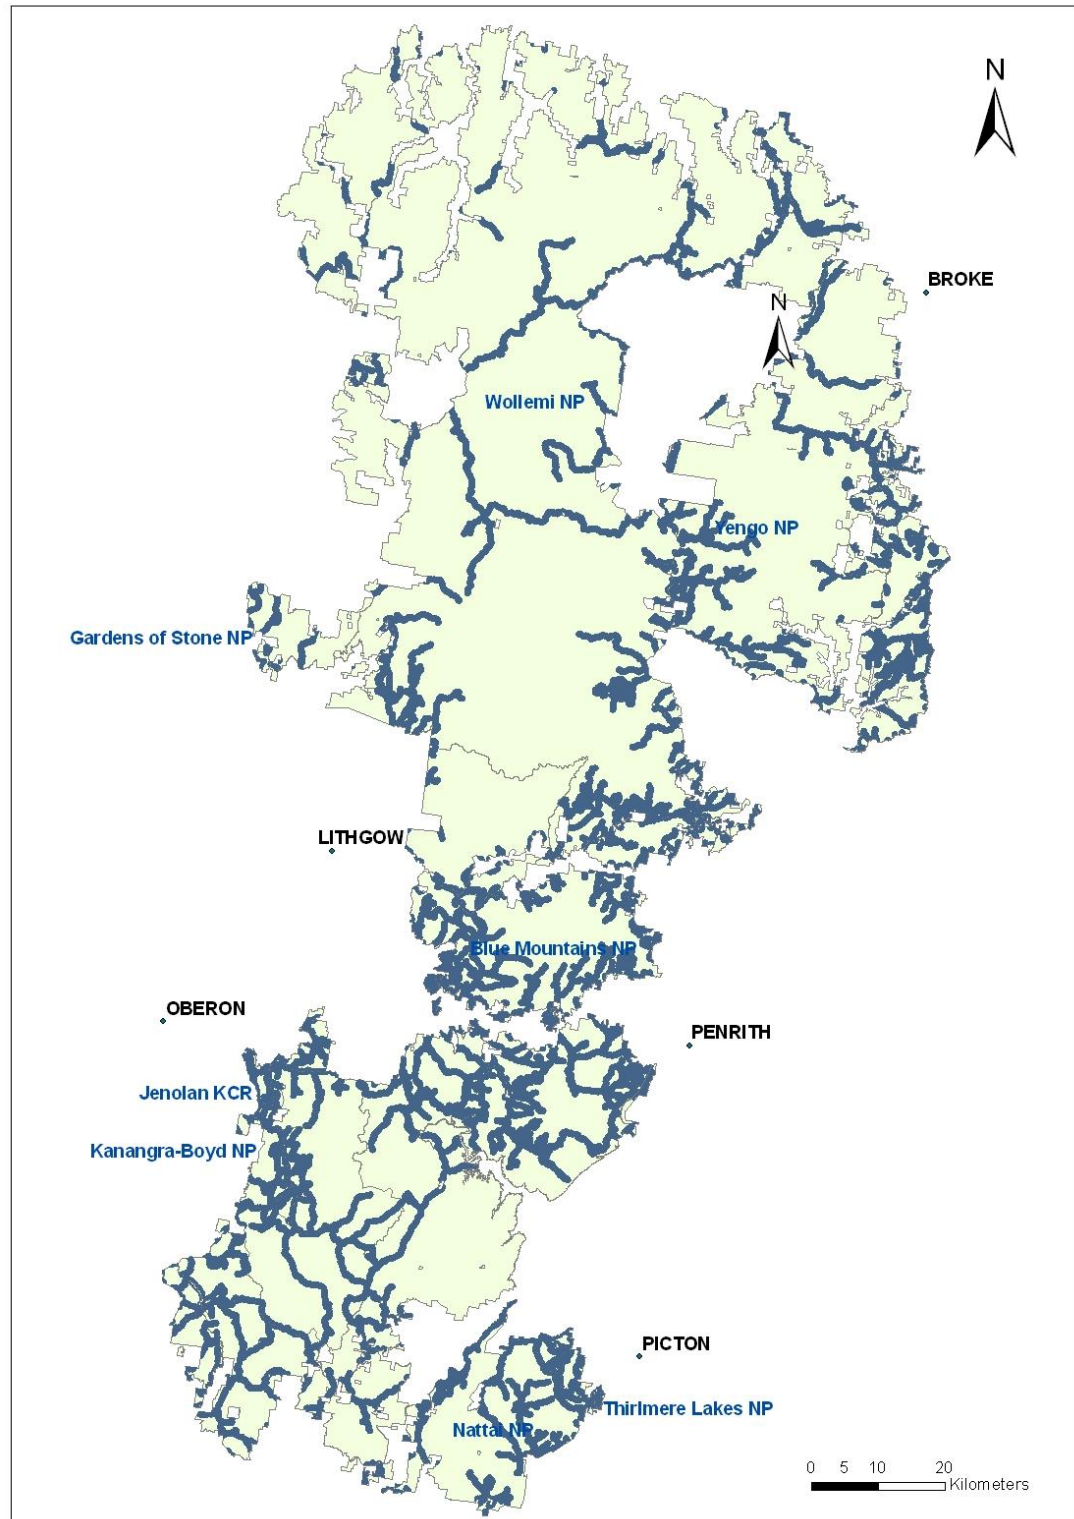 N
BROKE
N
Wollemi NP
Yengo NP
Gardens of Stone NP
LITHGOW
Blue Mountains NP
OBERON
PENRITH
Jenolan KCR
Kanangra-Boyd NP
PICTON
Thirlmere Lakes NP
Nattai NP
0 5 10 20
Kilometers